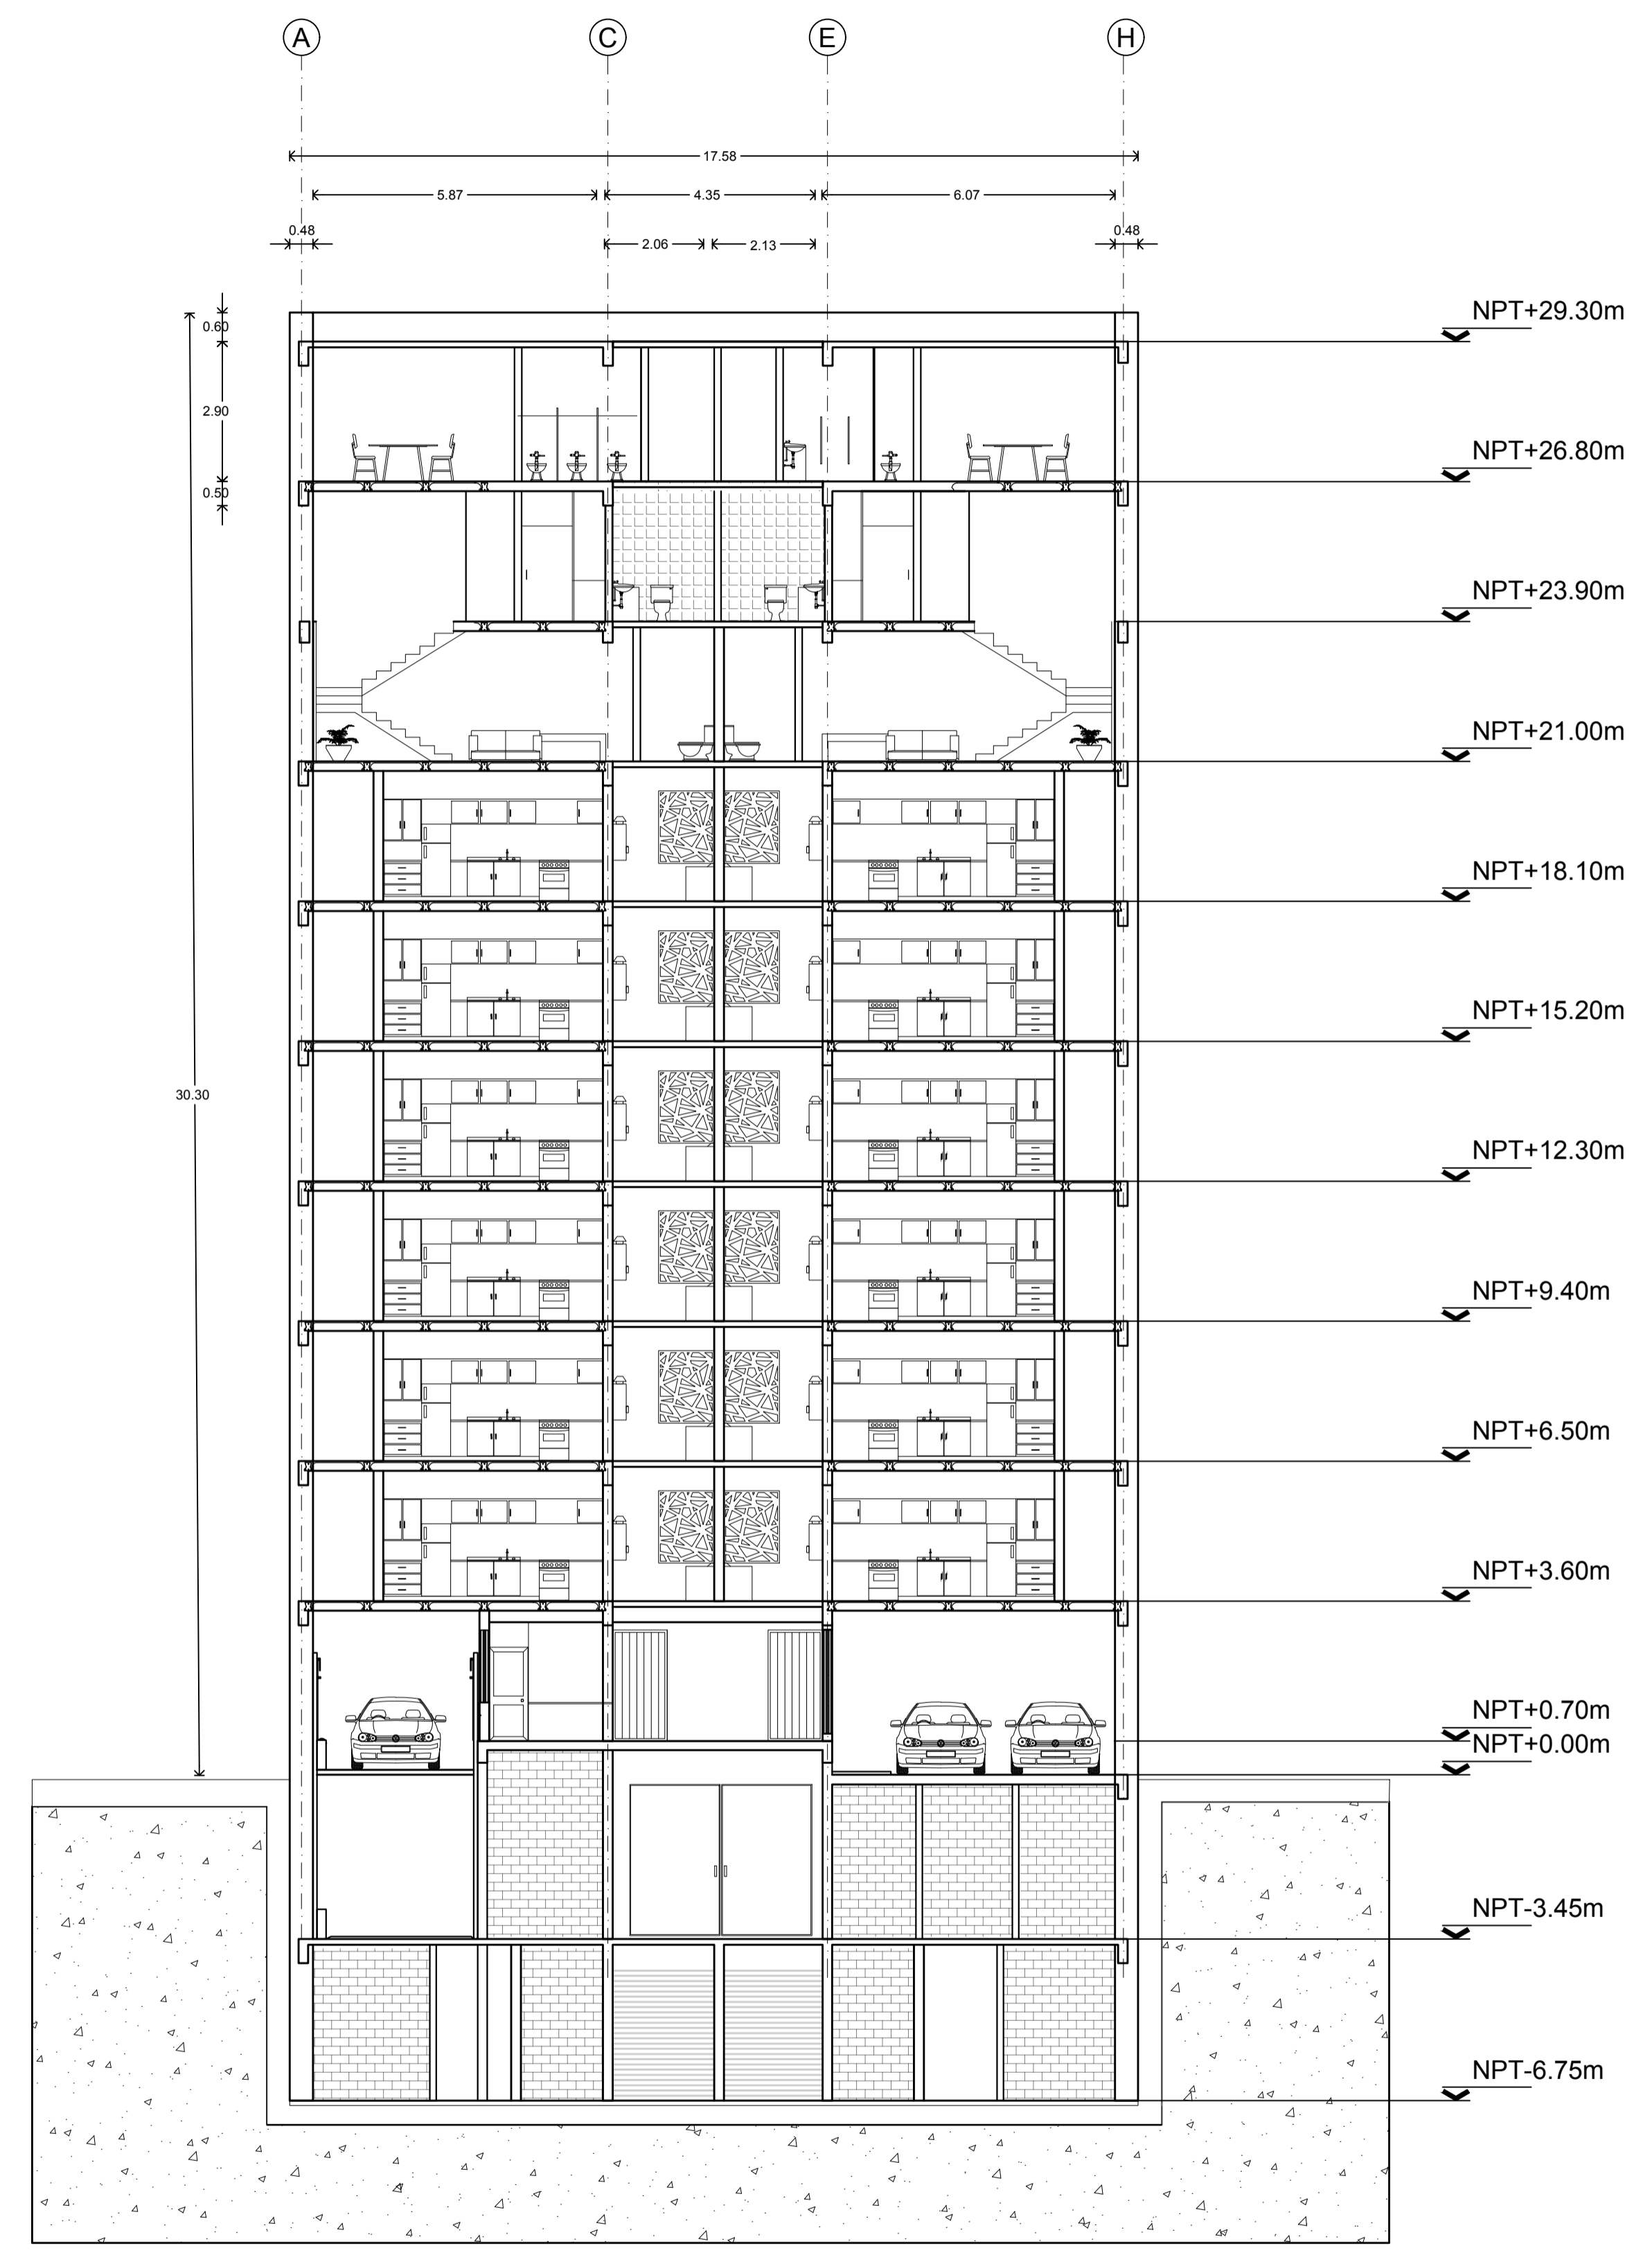 A C E H
17.58
5.87 4.35 6.07
0.48 2.06 2.13 0.48
NPT+29.30m
0.60
2.90
NPT+26.80m
0.50
NPT+23.90m
NPT+21.00m
NPT+18.10m
NPT+15.20m
30.30
NPT+12.30m
NPT+9.40m
NPT+6.50m
NPT+3.60m
NPT+0.70m
NPT+0.00m
NPT-3.45m
NPT-6.75m